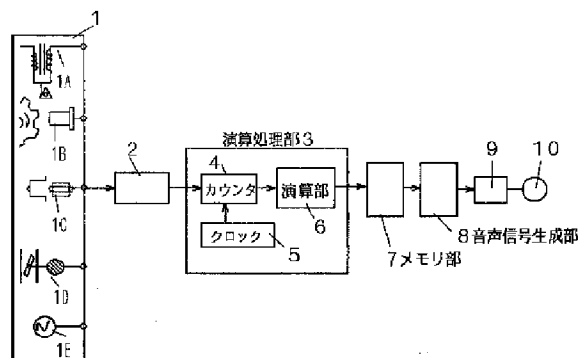 1
1A
1B
1C
1D
1E
2
演算処理部3
4
カウンタ
クロック
5
演算部
6
7メモリ部
8音声信号生成部
9
10